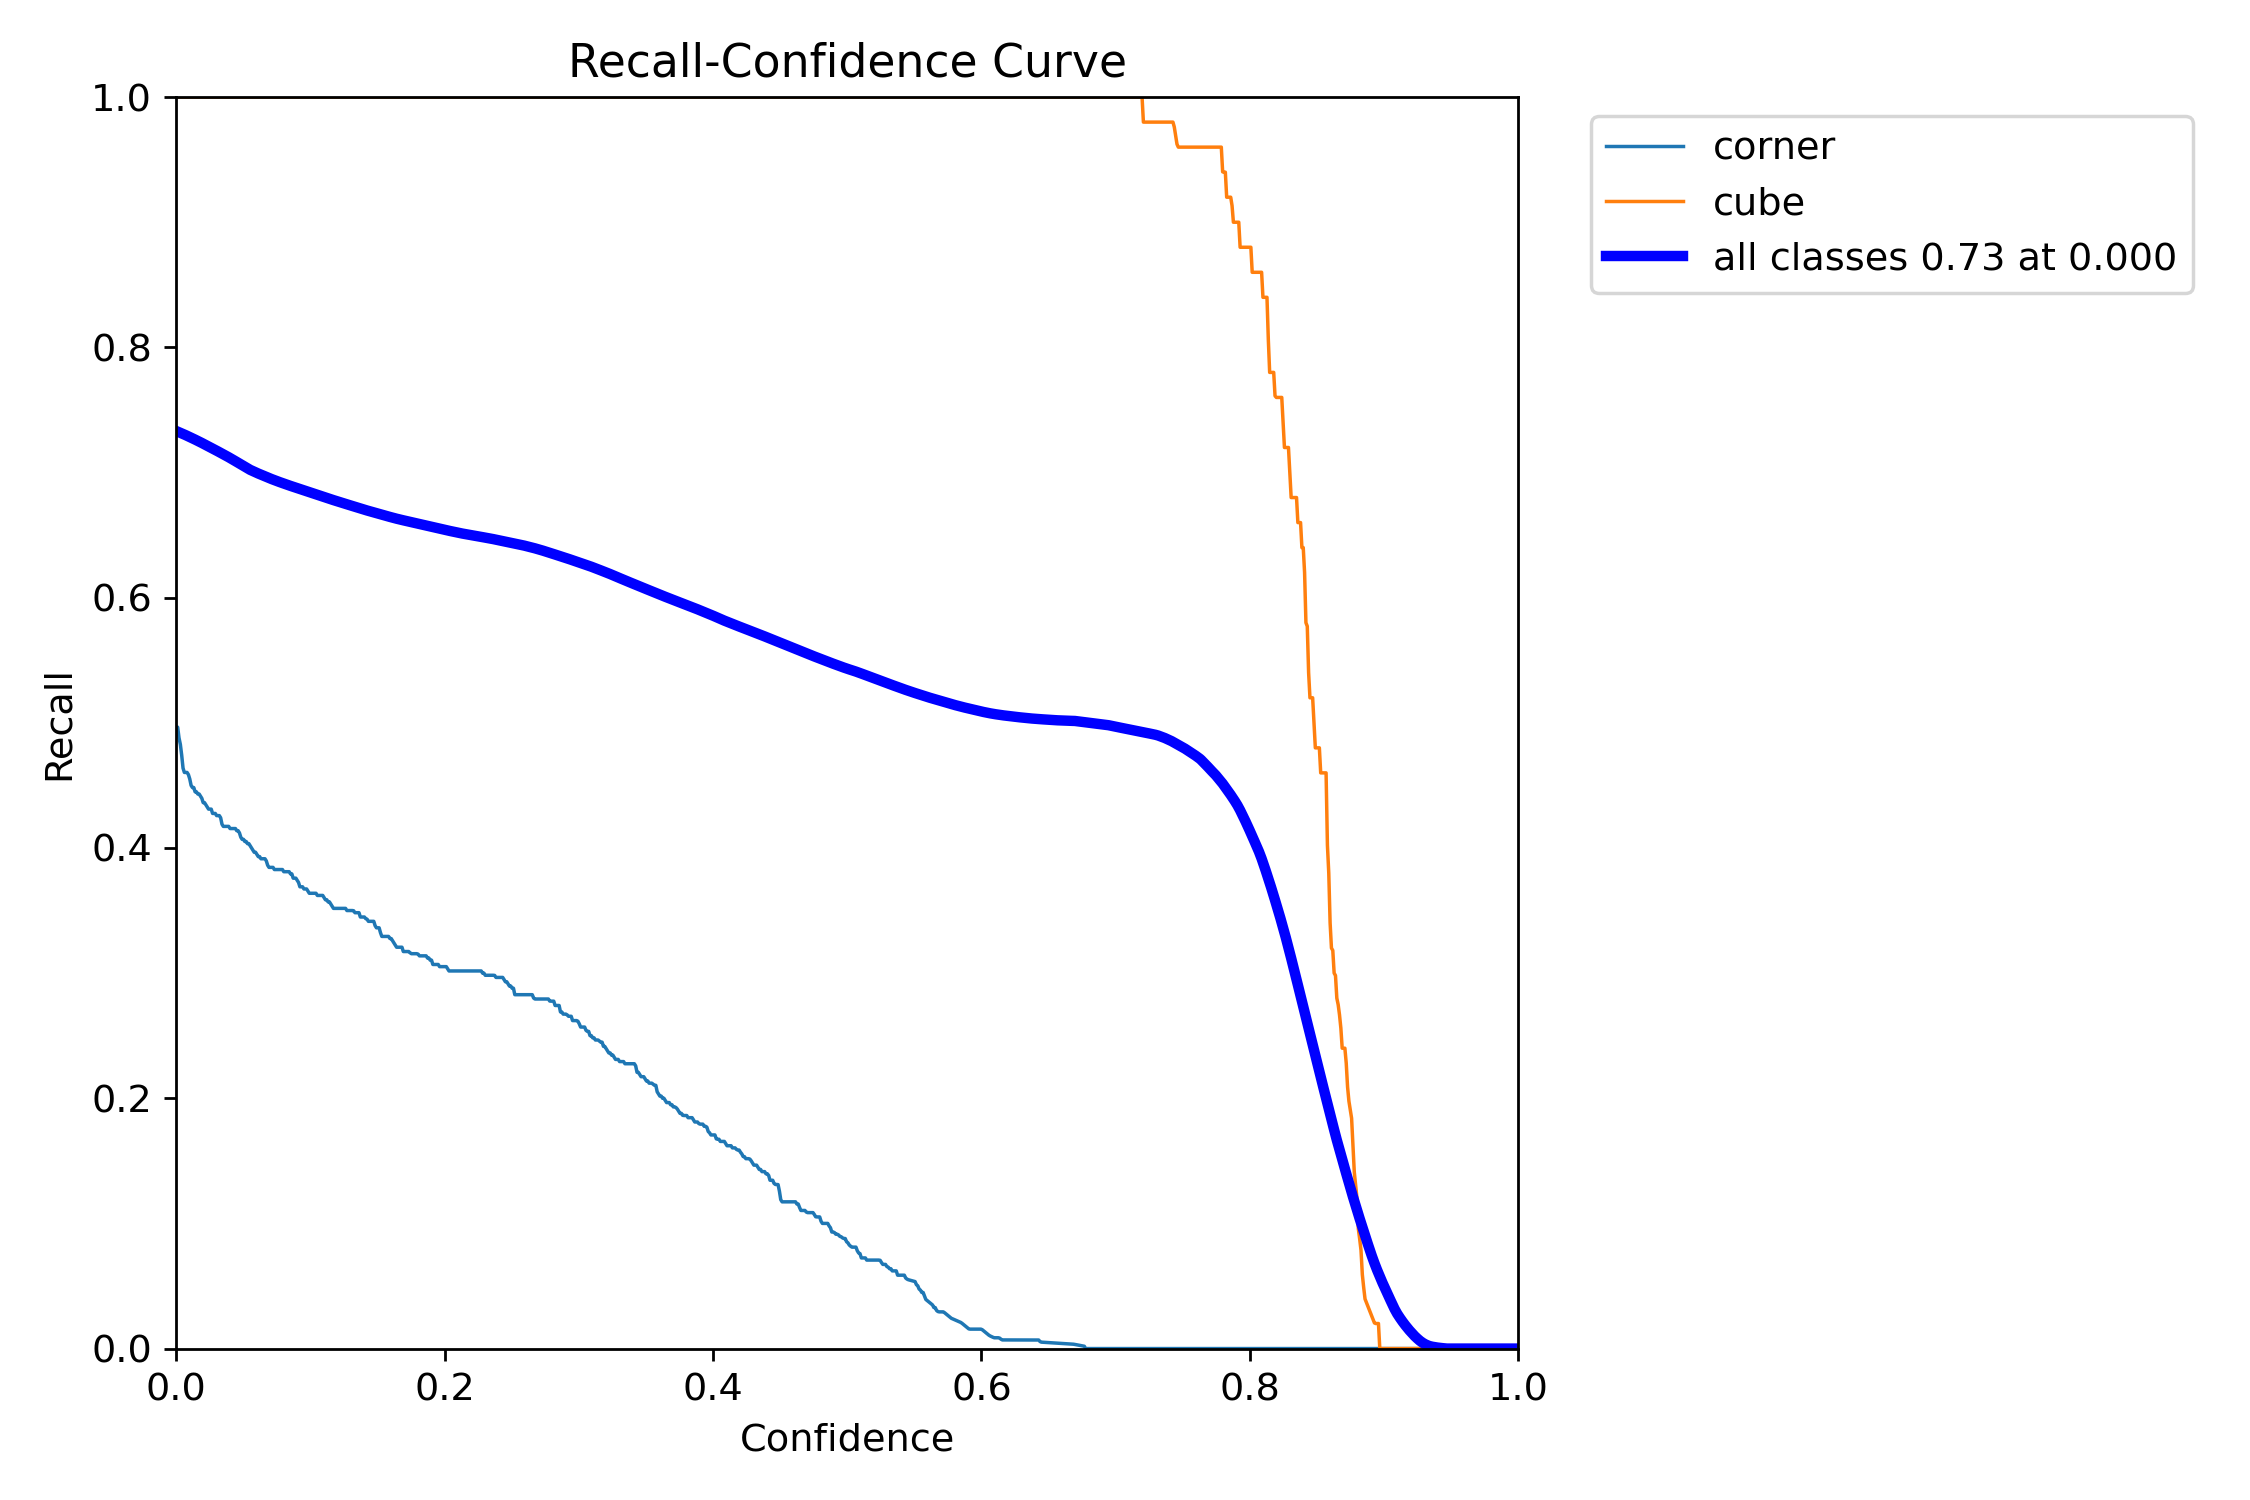 Recall-Confidence Curve
1.0
0.8
0.6
0.4
0.2
0.0
Recall
0.0 0.2 0.4 0.6 0.8 1.0
Confidence
corner
cube
all classes 0.73 at 0.000